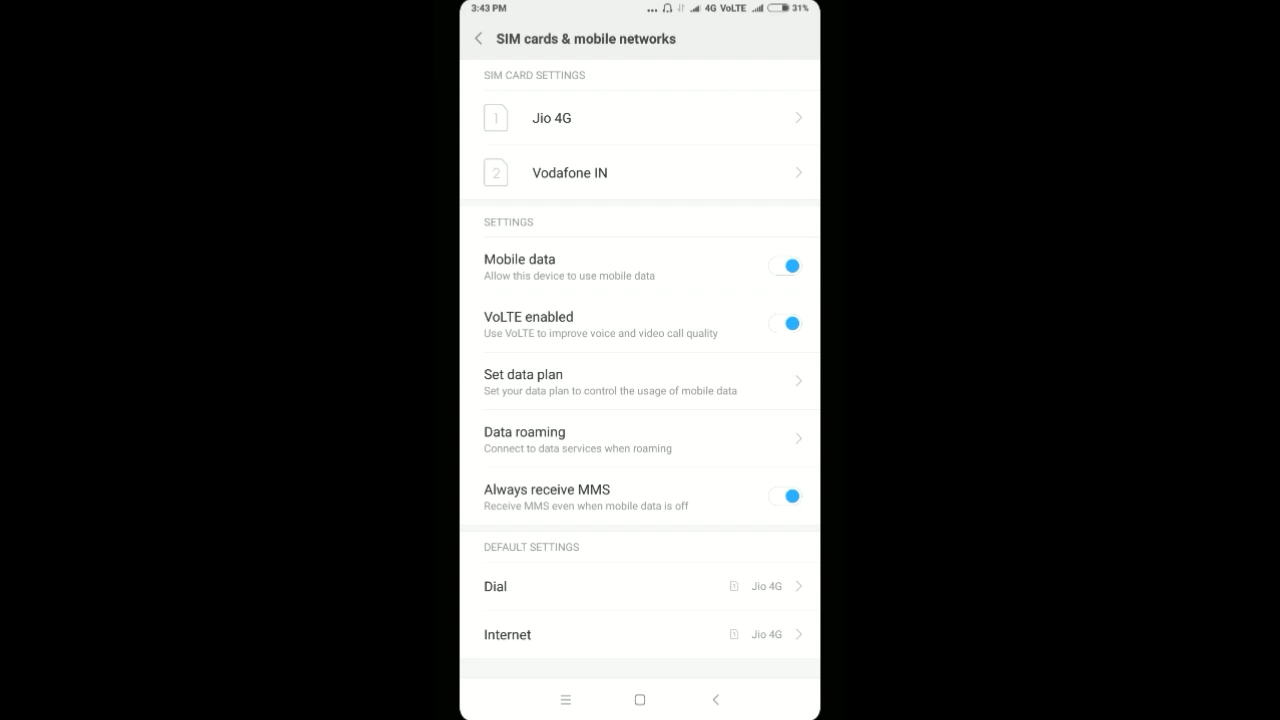 3:43 PM
... 4G VoLTE 31%
SIM cards & mobile networks
SIM CARD SETTINGS
1 Jio 4G
2 Vodafone IN
SETTINGS
Mobile data
Allow this device to use mobile data
VoLTE enabled
Use VoLTE to improve voice and video call quality
Set data plan
Set your data plan to control the usage of mobile data
Data roaming
Connect to data services when roaming
Always receive MMS
Receive MMS even when mobile data is off
DEFAULT SETTINGS
Dial 1 Jio 4G
Internet 1 Jio 4G